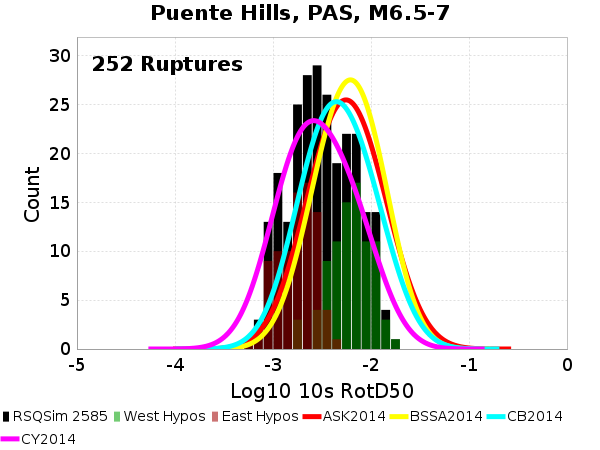 Puente Hills, PAS, M6.5-7
252 Ruptures
30
25
20
15
10
5
0
Count
-5 -4 -3 -2 -1 0
Log10 10s RotD50
RSQSim 2585 West Hypos East Hypos ASK2014 BSSA2014 CB2014
CY2014